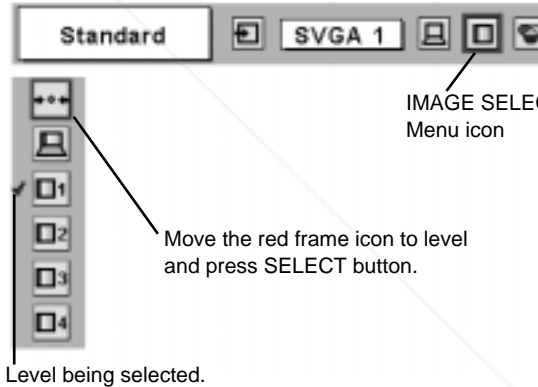 Standard
SVGA 1
IMAGE
Menu icon
1
2
3
4
Move the red frame icon to level
and press SELECT button.
Level being selected.